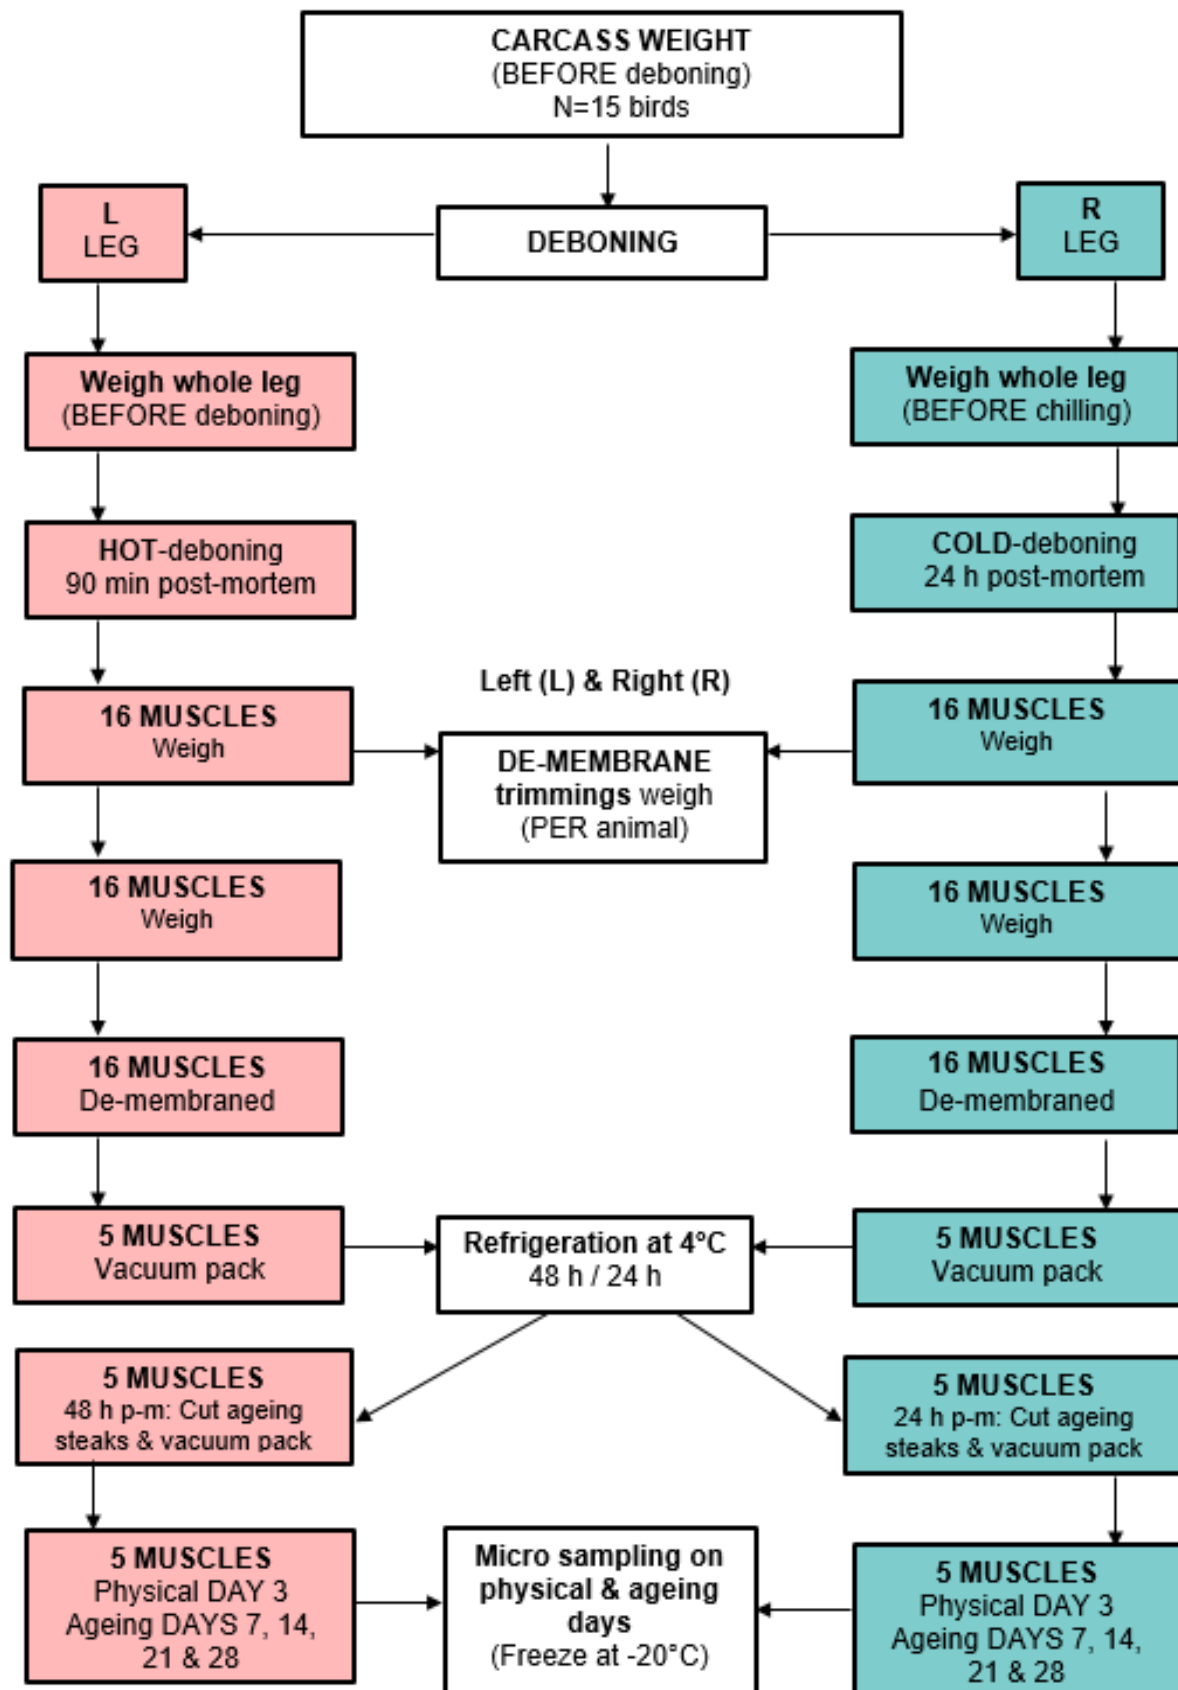 CARCASS WEIGHT
(BEFORE deboning)
N=15 birds
L
LEG
DEBONING
R
LEG
Weigh whole leg
(BEFORE deboning)
Weigh whole leg
(BEFORE chilling)
HOT-deboning
90 min post-mortem
COLD-deboning
24 h post-mortem
Left (L) & Right (R)
16 MUSCLES
Weigh
DE-MEMBRANE
trimmings weigh
(PER animal)
16 MUSCLES
Weigh
16 MUSCLES
Weigh
16 MUSCLES
Weigh
16 MUSCLES
De-membraned
16 MUSCLES
De-membraned
5 MUSCLES
Vacuum pack
Refrigeration at 4°C
48 h / 24 h
5 MUSCLES
Vacuum pack
5 MUSCLES
48 h p-m: Cut ageing
steaks & vacuum pack
5 MUSCLES
24 h p-m: Cut ageing
steaks & vacuum pack
5 MUSCLES
Physical DAY 3
Ageing DAYS 7, 14,
21 & 28
Micro sampling on
physical & ageing
days
(Freeze at -20°C)
5 MUSCLES
Physical DAY 3
Ageing DAYS 7, 14,
21 & 28